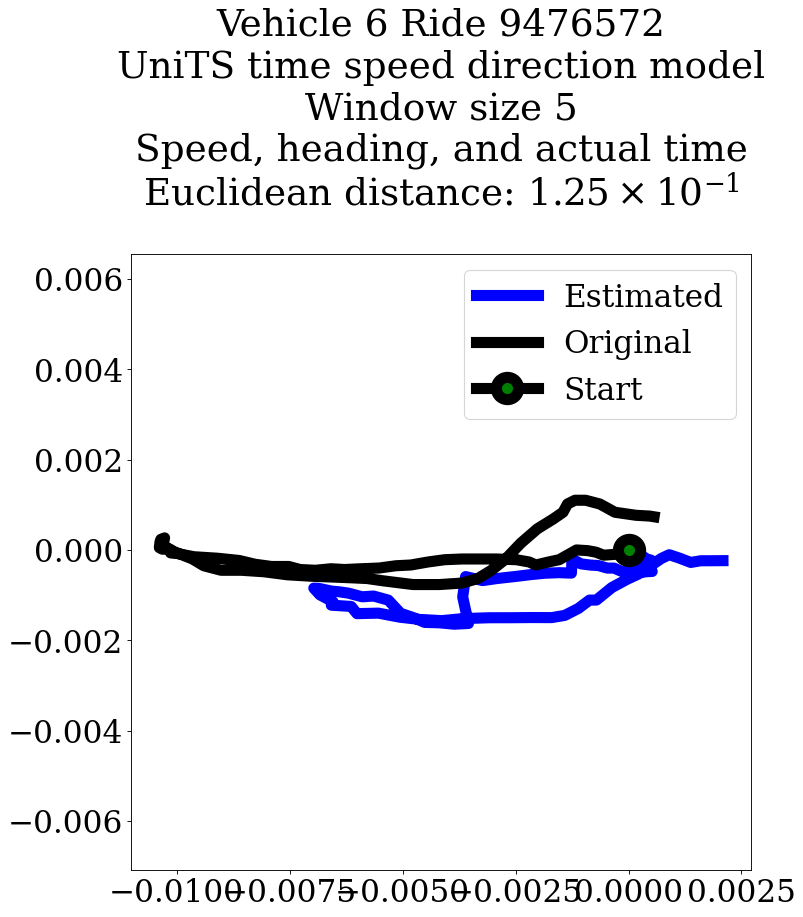 Vehicle 6 Ride 9476572
UniTS time speed direction model
Window size 5
Speed, heading, and actual time
Euclidean distance: $1.25 \times 10^{-1}$
Estimated
Original
Start
0.006
0.004
0.002
0.000
−0.002
−0.004
−0.006
−0.0100 −0.0075 −0.0050 −0.0025 0.0000 0.0025